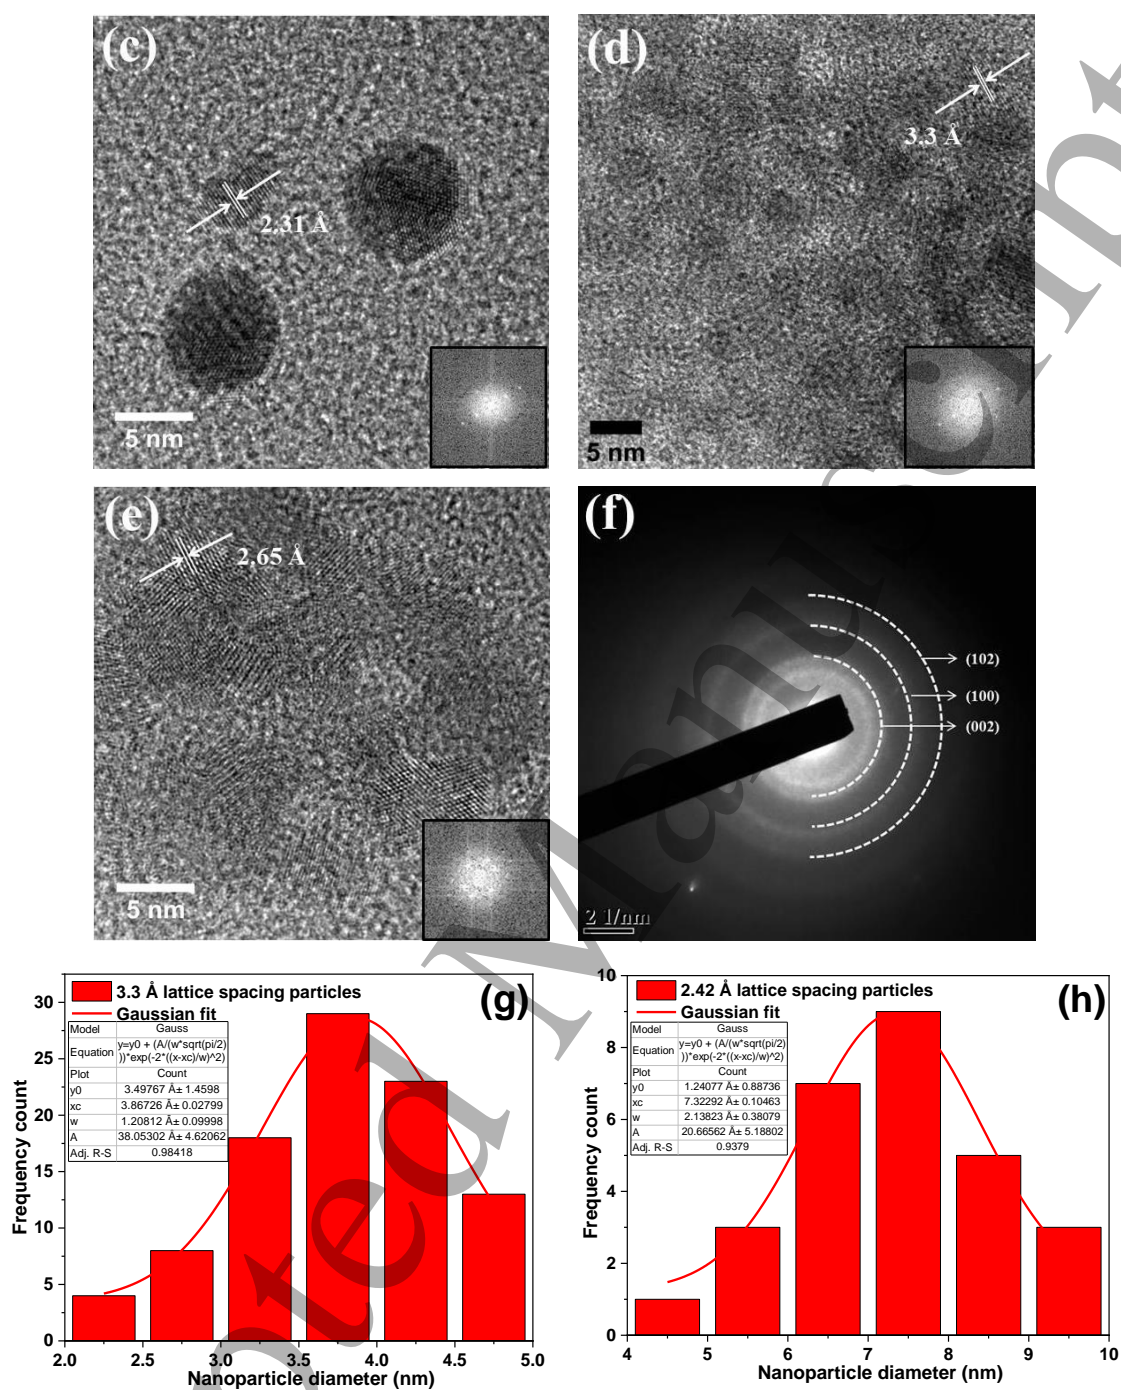 (c)
2.31 Å
5 nm
(d)
3.3 Å
5 nm
(e)
2.65 Å
5 nm
(f)
(102)
(100)
(002)
2 1/nm
(g)
3.3 Å lattice spacing particles
Gaussian fit
Model Gauss
Equation y=y0 + (A/(w*sqrt(pi/2)
))*exp(-2*((x-xc)/w)^2)
Plot Count
y0 3.49767 Â± 1.4598
xc 3.86726 Â± 0.02799
w 1.20812 Â± 0.09998
A 38.05302 Â± 4.62062
Adj. R-S 0.98418
Frequency count
30
25
20
15
10
5
0
2.0 2.5 3.0 3.5 4.0 4.5 5.0
Nanoparticle diameter (nm)
(h)
2.42 Å lattice spacing particles
Gaussian fit
Model Gauss
Equation y=y0 + (A/(w*sqrt(pi/2)
))*exp(-2*((x-xc)/w)^2)
Plot Count
y0 1.24077 Â± 0.88736
xc 7.32292 Â± 0.10463
w 2.13823 Â± 0.38079
A 20.66562 Â± 5.18802
Adj. R-S 0.9379
Frequency count
10
8
6
4
2
0
4 5 6 7 8 9 10
Nanoparticle diameter (nm)
pted Manuscript